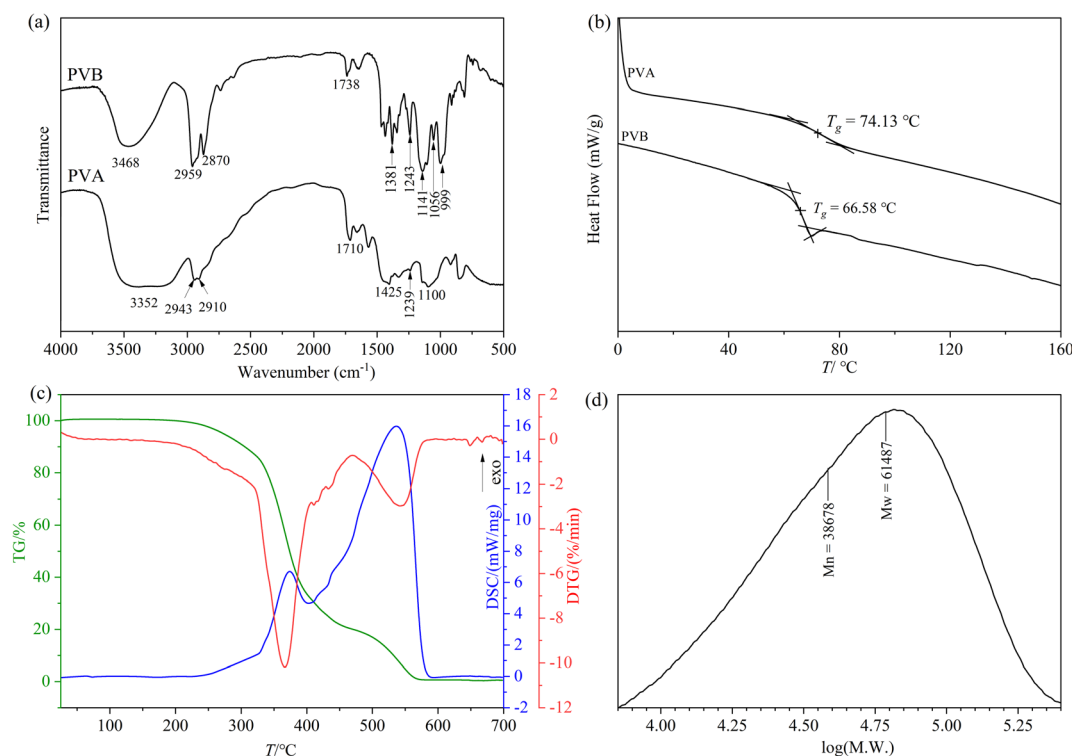 (a)
PVB
3468
2959
2870
1738
1381
1243
1141
1056
999
PVA
3352
2943
2910
1710
1425
1239
1100
Transmittance
4000
3000
2000
1500
1000
500
Wavenumber (cm⁻¹)
(b)
PVA
Tg = 74.13 ℃
PVB
Tg = 66.58 ℃
Heat Flow (mW/g)
0
40
80
120
160
T/ ℃
(c)
TG/%
100
80
60
40
20
0
100
200
300
400
500
600
700
T/℃
exo
DSC/(mW/mg)
18
16
14
12
10
8
6
4
2
0
-2
DTG/(%/min)
2
0
-2
-4
-6
-8
-10
-12
(d)
Mn = 38678
Mw = 61487
4.00
4.25
4.50
4.75
5.00
5.25
log(M.W.)